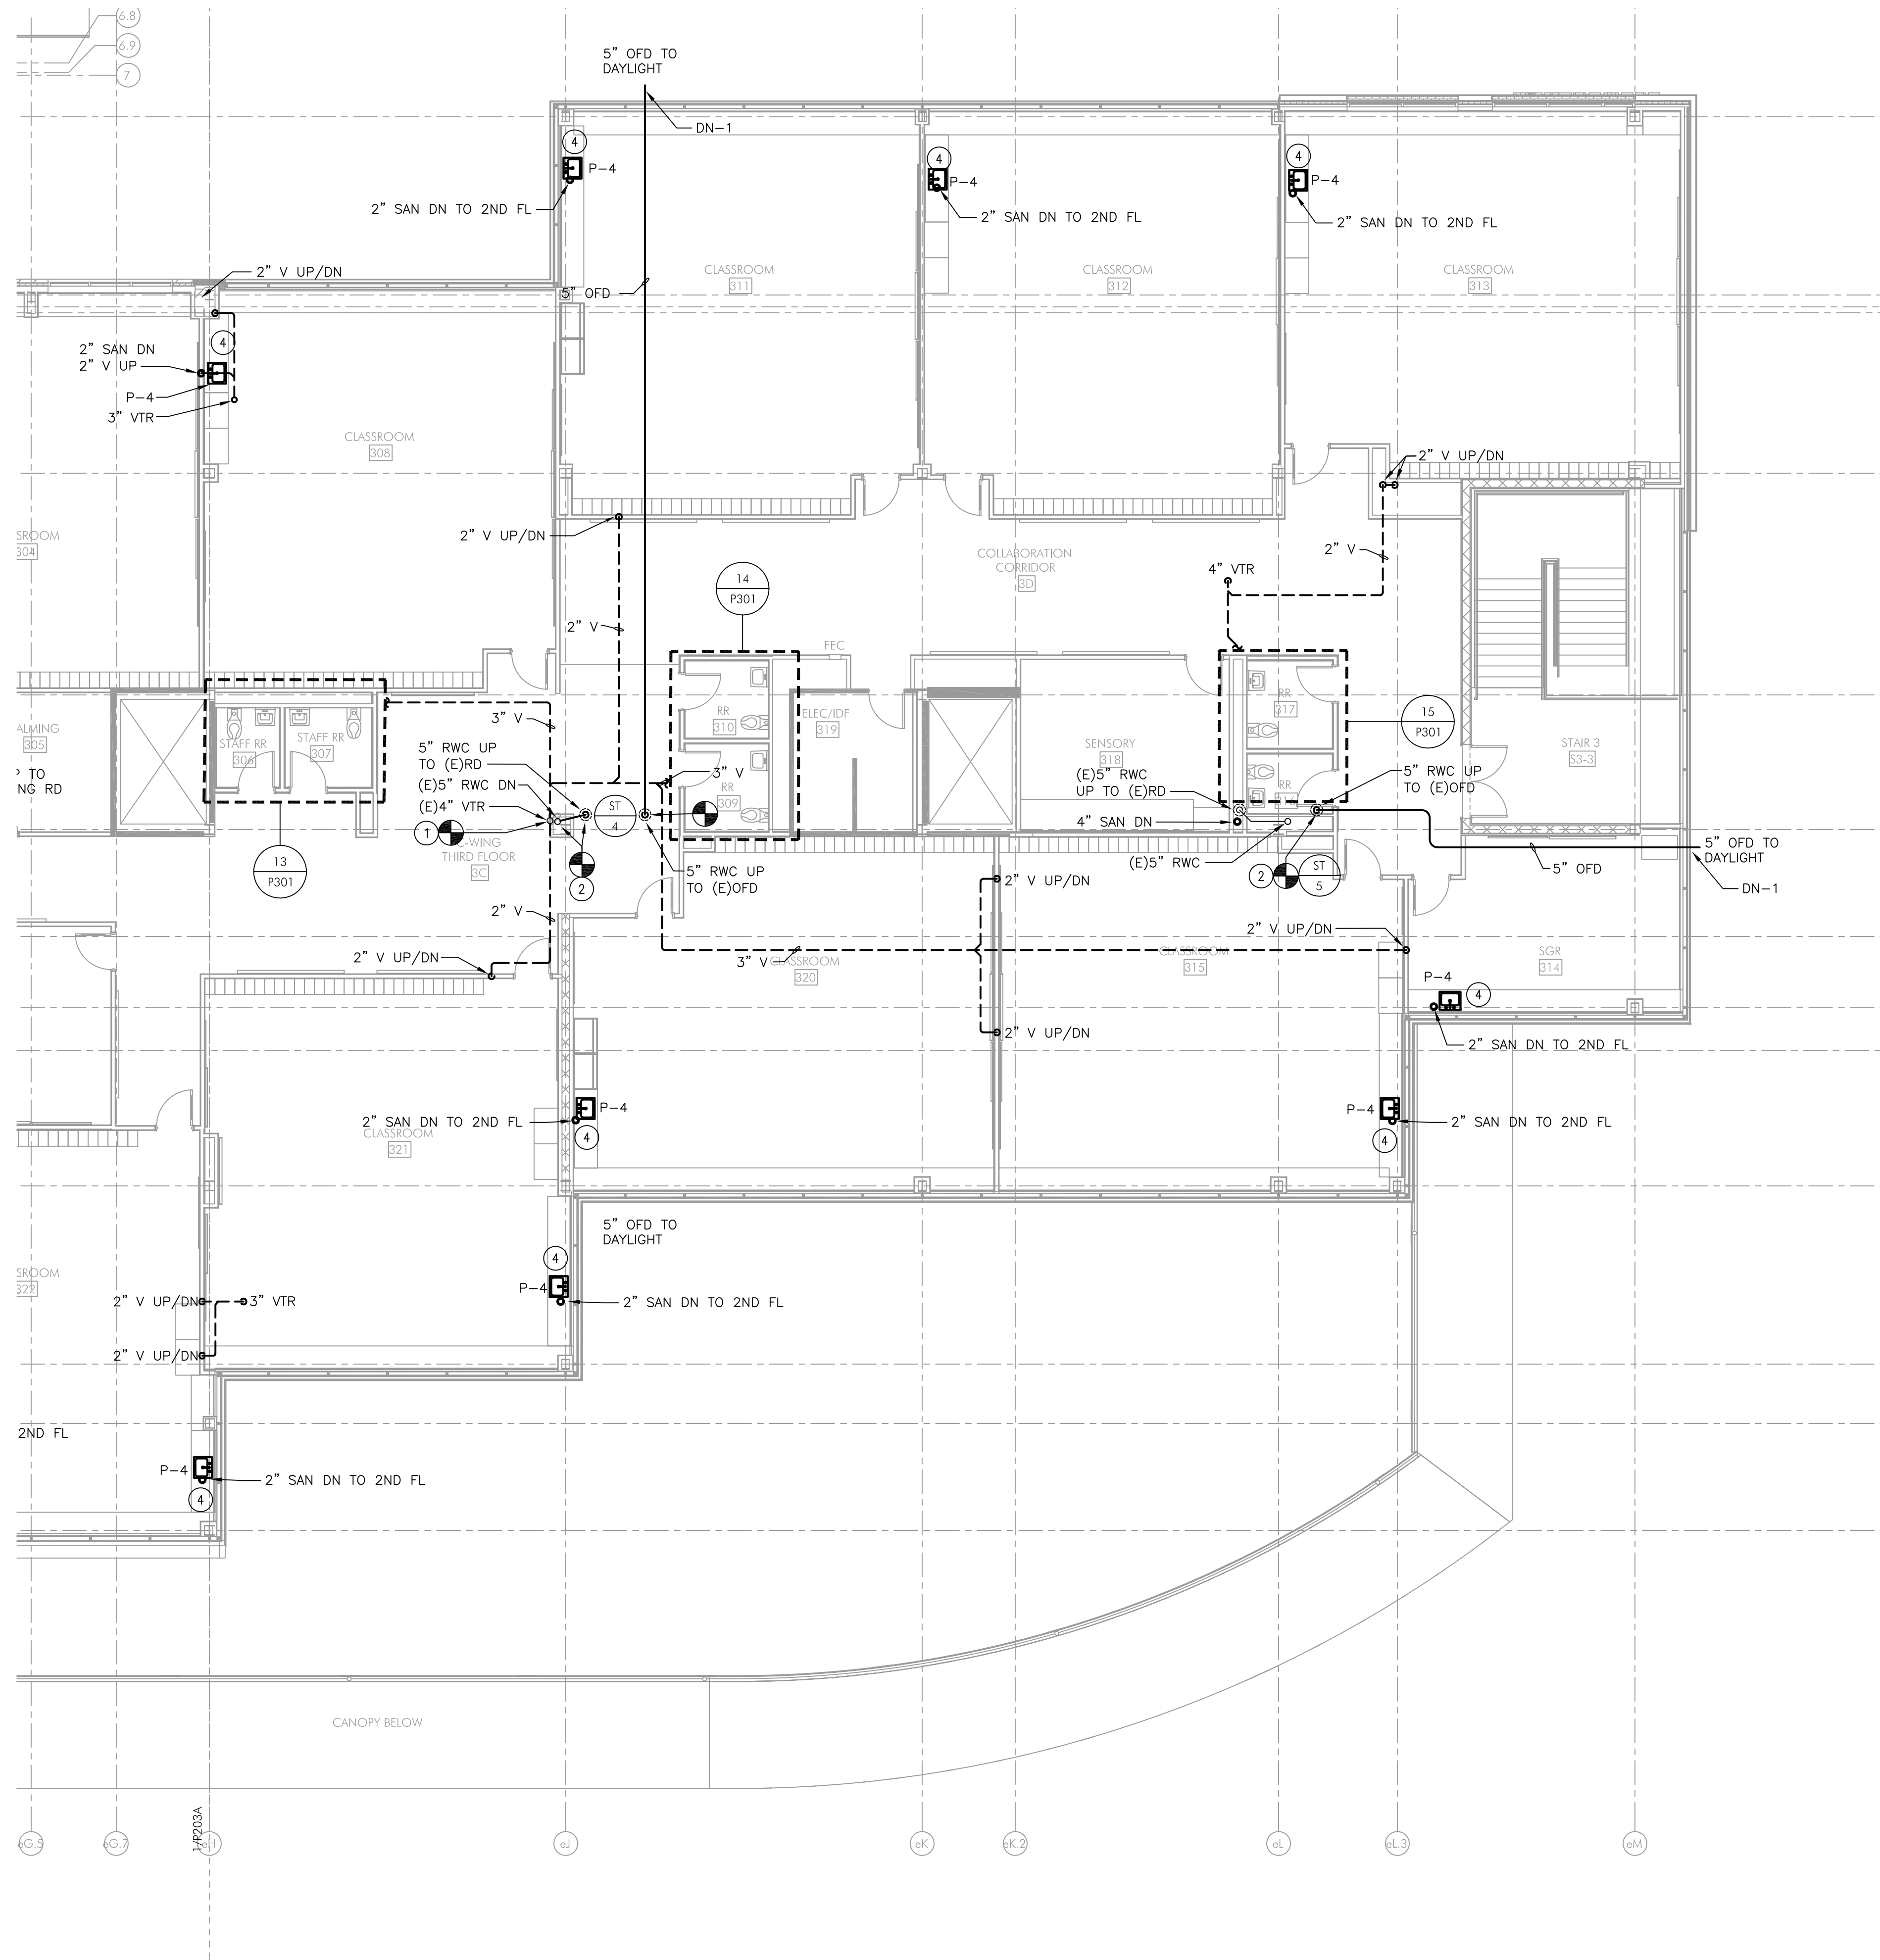 6.8
6.9
7
5” OFD TO
DAYLIGHT
DN-1
4
P-4
2” SAN DN TO 2ND FL
4
P-4
2” SAN DN TO 2ND FL
4
P-4
2” SAN DN TO 2ND FL
2” V UP/DN
CLASSROOM
311
CLASSROOM
312
CLASSROOM
313
5” OFD
4
2” SAN DN
2” V UP
P-4
3” VTR
CLASSROOM
308
2” V UP/DN
2” V UP/DN
SROOM
304
COLLABORATION
CORRIDOR
3D
2” V
4” VTR
14
P301
2” V
FEC
RR
310
ELEC/IDF
319
RR
317
15
P301
3” V
STAFF RR
306
STAFF RR
307
ALMING
305
SENSORY
318
STAIR 3
S3-3
P TO
NG RD
5” RWC UP
TO (E)RD
(E)5” RWC DN
(E)4” VTR
3” V
RR
309
(E)5” RWC
UP TO (E)RD
RR
5” RWC UP
TO (E)OFD
1
ST
4
4” SAN DN
C-WING
THIRD FLOOR
3C
13
P301
2
5” RWC UP
TO (E)OFD
(E)5” RWC
2
ST
5
5” OFD
5” OFD TO
DAYLIGHT
DN-1
2” V UP/DN
2” V
2” V UP/DN
2” V UP/DN
3” V
CLASSROOM
320
CLASSROOM
315
SGR
314
P-4
4
2” V UP/DN
2” SAN DN TO 2ND FL
P-4
2” SAN DN TO 2ND FL
4
P-4
2” SAN DN TO 2ND FL
4
CLASSROOM
321
5” OFD TO
DAYLIGHT
4
P-4
2” SAN DN TO 2ND FL
SROOM
322
2” V UP/DN
3” VTR
2” V UP/DN
2ND FL
P-4
2” SAN DN TO 2ND FL
4
CANOPY BELOW
1/P203A
eG.5
eG.7
eH
eJ
eK
eK.2
eL
eL.3
eM